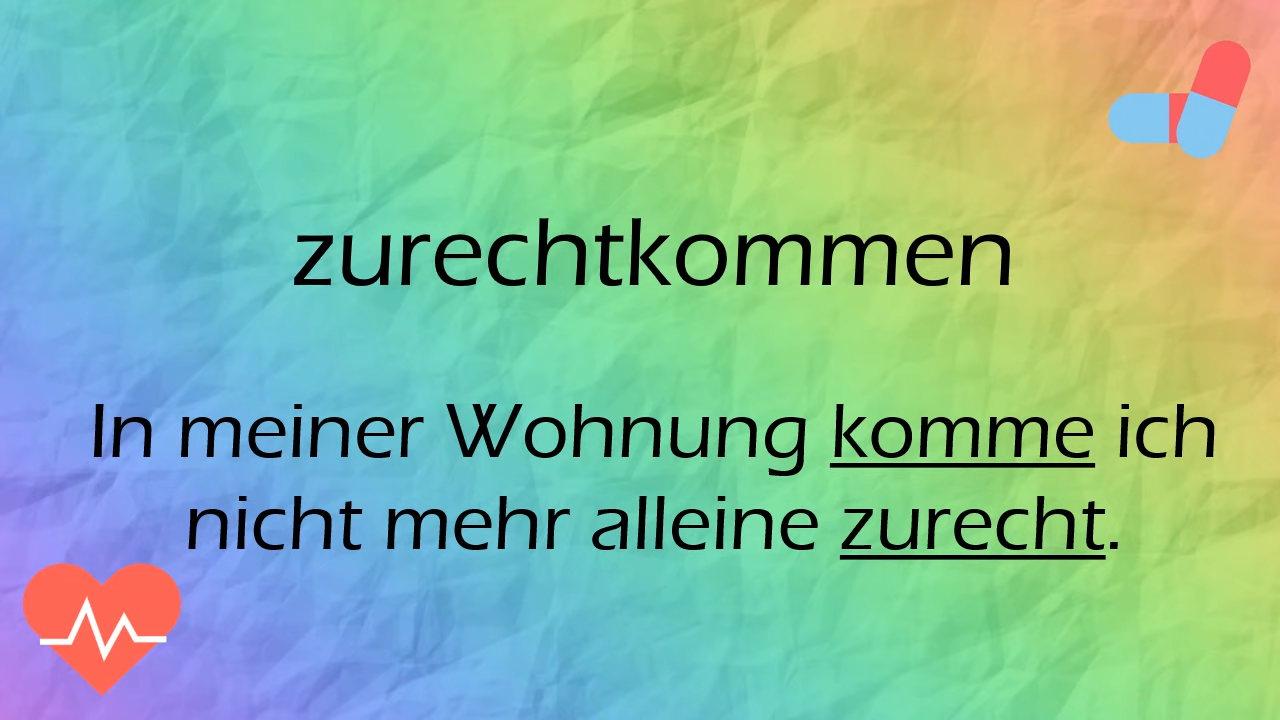 zurechtkommen
In meiner Wohnung komme ich
nicht mehr alleine zurecht.